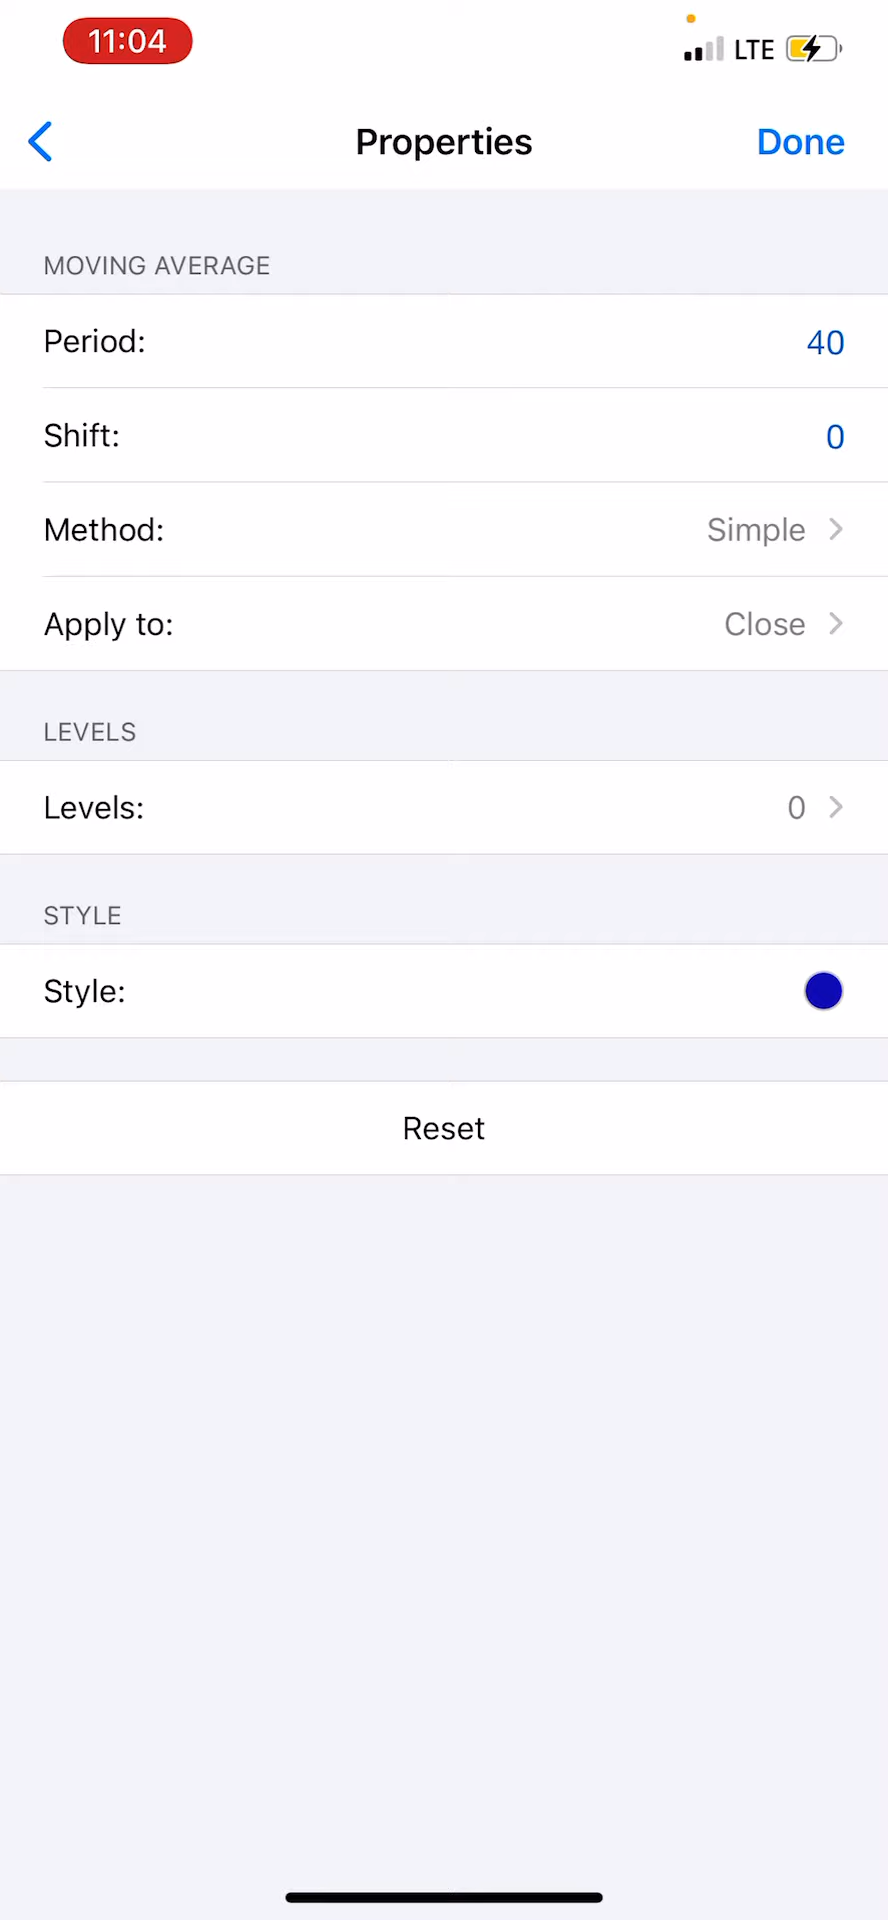 11:04
LTE
Properties
Done
MOVING AVERAGE
Period:
40
Shift:
0
Method:
Simple
Apply to:
Close
LEVELS
Levels:
0
STYLE
Style:
Reset